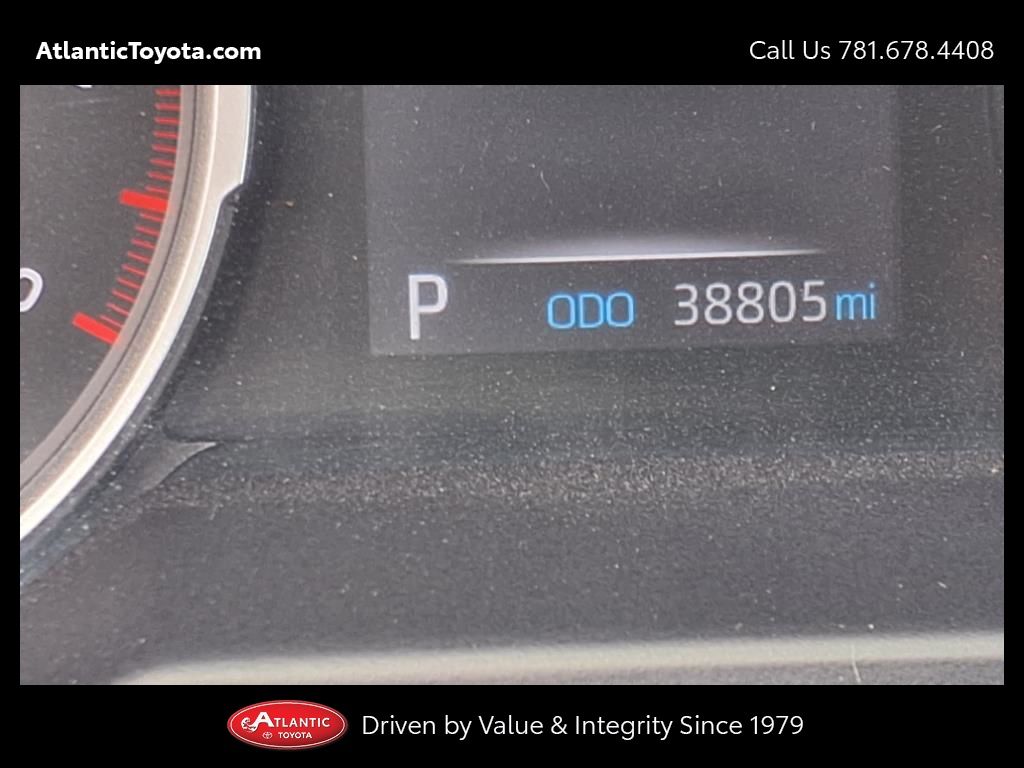 AtlanticToyota.com
Call Us 781.678.4408
P ODO 38805 mi
ATLANTIC
TOYOTA
Driven by Value & Integrity Since 1979